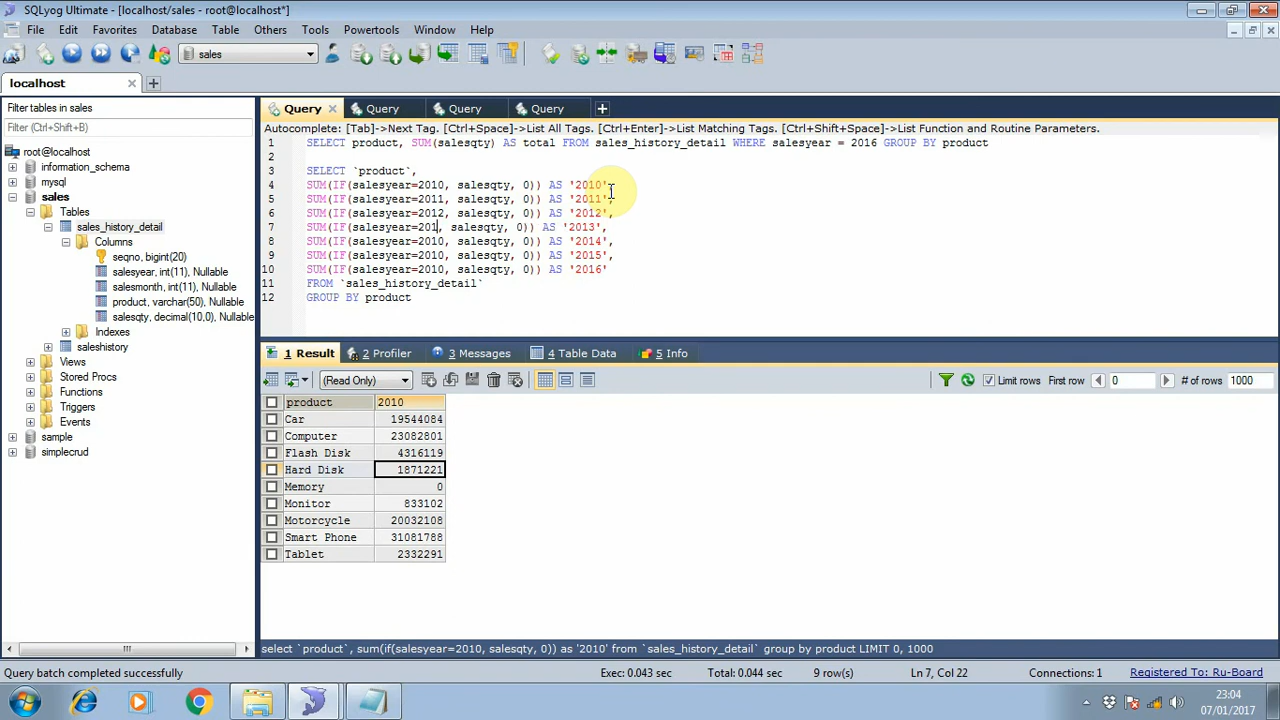 SQLyog Ultimate - [localhost/sales - root@localhost*]
File Edit Favorites Database Table Others Tools Powertools Window Help
sales
localhost
Filter tables in sales
Filter (Ctrl+Shift+B)
root@localhost
information_schema
mysql
sales
Tables
sales_history_detail
Columns
seqno, bigint(20)
salesyear, int(11), Nullable
salesmonth, int(11), Nullable
product, varchar(50), Nullable
salesqty, decimal(10,0), Nullable
Indexes
saleshistory
Views
Stored Procs
Functions
Triggers
Events
sample
simplecrud
Query Query Query Query
Autocomplete: [Tab]->Next Tag. [Ctrl+Space]->List All Tags. [Ctrl+Enter]->List Matching Tags. [Ctrl+Shift+Space]->List Function and Routine Parameters.
1 SELECT product, SUM(salesqty) AS total FROM sales_history_detail WHERE salesyear = 2016 GROUP BY product
2
3 SELECT `product`,
4 SUM(IF(salesyear=2010, salesqty, 0)) AS '2010',
5 SUM(IF(salesyear=2011, salesqty, 0)) AS '2011',
6 SUM(IF(salesyear=2012, salesqty, 0)) AS '2012',
7 SUM(IF(salesyear=201, salesqty, 0)) AS '2013',
8 SUM(IF(salesyear=2010, salesqty, 0)) AS '2014',
9 SUM(IF(salesyear=2010, salesqty, 0)) AS '2015',
10 SUM(IF(salesyear=2010, salesqty, 0)) AS '2016'
11 FROM `sales_history_detail`
12 GROUP BY product
1 Result 2 Profiler 3 Messages 4 Table Data 5 Info
(Read Only) Limit rows First row 0 # of rows 1000
product 2010
Car 19544084
Computer 23082801
Flash Disk 4316119
Hard Disk 1871221
Memory 0
Monitor 833102
Motorcycle 20032108
Smart Phone 31081788
Tablet 2332291
select `product`, sum(if(salesyear=2010, salesqty, 0)) as '2010' from `sales_history_detail` group by product LIMIT 0, 1000
Query batch completed successfully Exec: 0.043 sec Total: 0.044 sec 9 row(s) Ln 7, Col 22 Connections: 1 Registered To: Ru-Board
23:04
07/01/2017